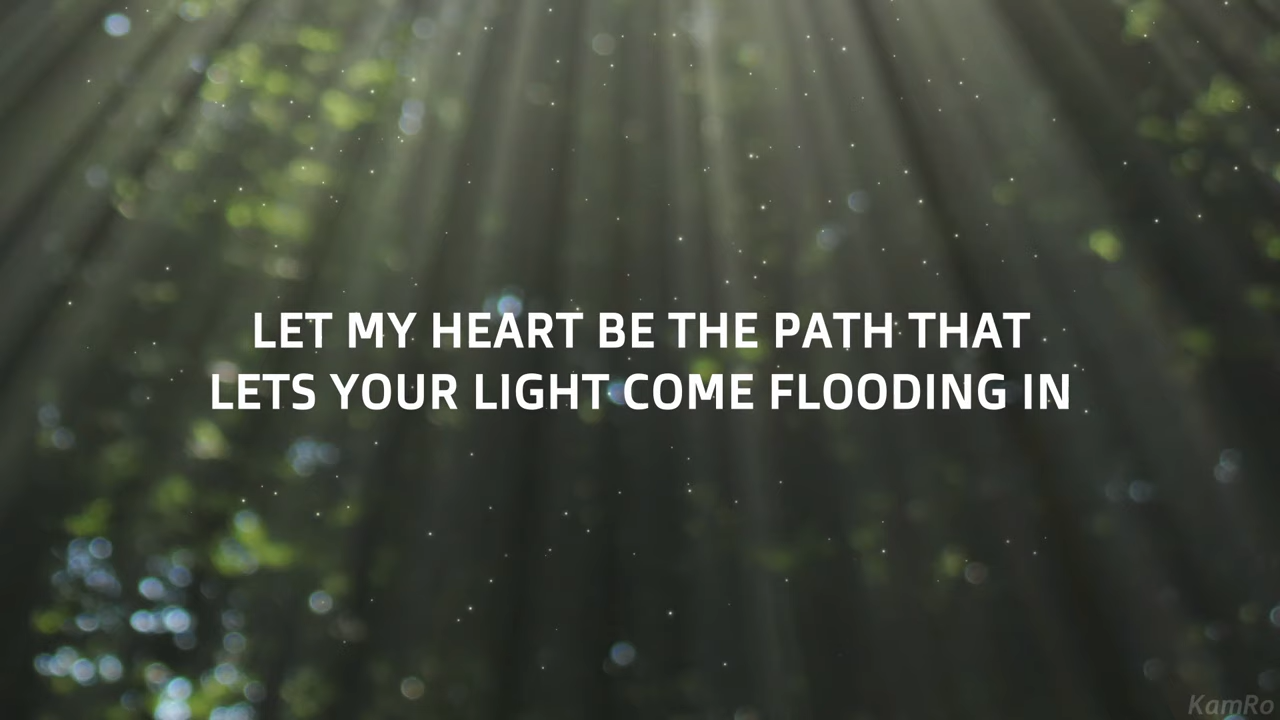 LET MY HEART BE THE PATH THAT
LETS YOUR LIGHT COME FLOODING IN
KamRo